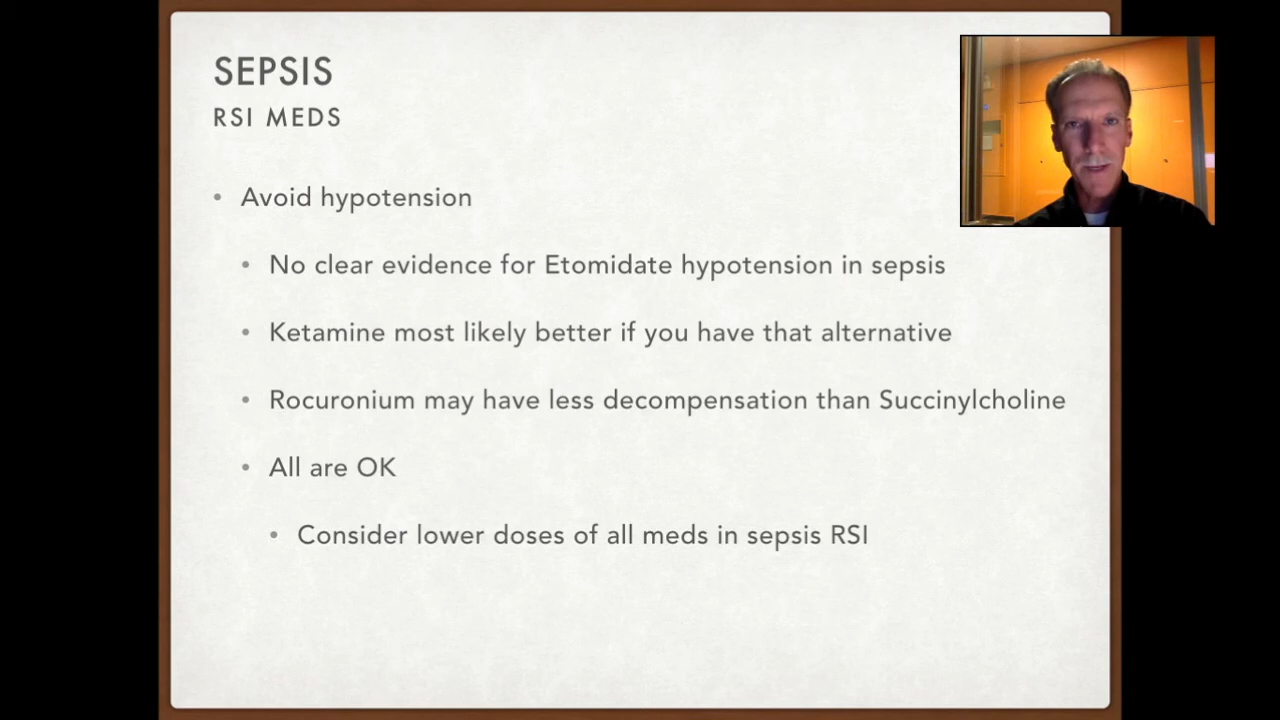 SEPSIS
RSI MEDS
• Avoid hypotension
• No clear evidence for Etomidate hypotension in sepsis
• Ketamine most likely better if you have that alternative
• Rocuronium may have less decompensation than Succinylcholine
• All are OK
• Consider lower doses of all meds in sepsis RSI